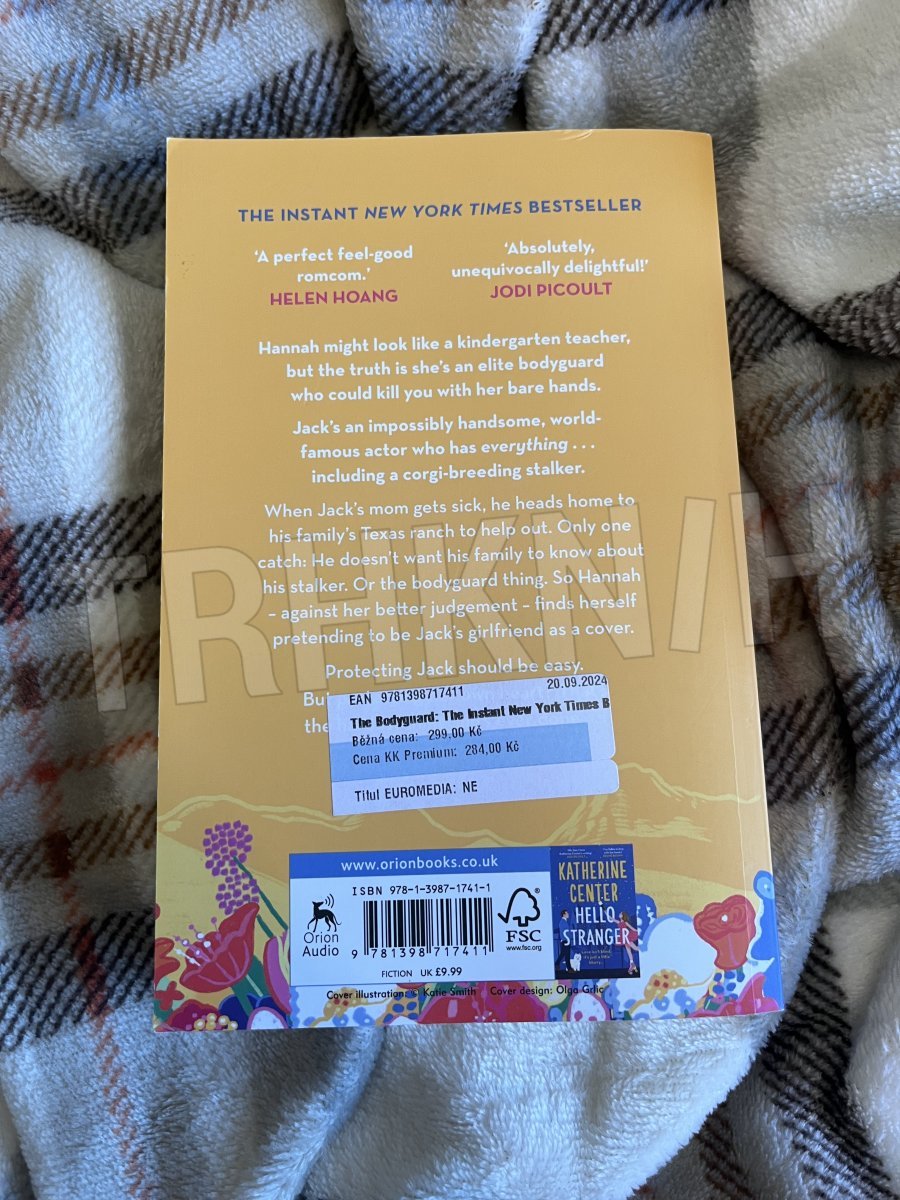 THE INSTANT NEW YORK TIMES BESTSELLER
'A perfect feel-good
romcom.'
HELEN HOANG
'Absolutely,
unequivocally delightful!'
JODI PICOULT
Hannah might look like a kindergarten teacher,
but the truth is she's an elite bodyguard
who could kill you with her bare hands.
Jack's an impossibly handsome, world-
famous actor who has everything . . .
including a corgi-breeding stalker.
When Jack's mom gets sick, he heads home to
his family's Texas ranch to help out. Only one
catch: He doesn't want his family to know about
his stalker. Or the bodyguard thing. So Hannah
– against her better judgement – finds herself
pretending to be Jack's girlfriend as a cover.
TRHKNIH
Protecting Jack should be easy.
But
the
EAN 9781398717411
20.09.2024
The Bodyguard: The Instant New York Times B
Běžná cena: 299,00 Kč
Cena KK Premium: 284,00 Kč
Titul EUROMEDIA: NE
www.orionbooks.co.uk
ISBN 978-1-3987-1741-1
Orion
Audio
9 781398 717411
FSC
www.fsc.org
FICTION UK £9.99
KATHERINE
CENTER
HELLO
STRANGER
Cover illustration: © Katie Smith Cover design: Olga Grlic